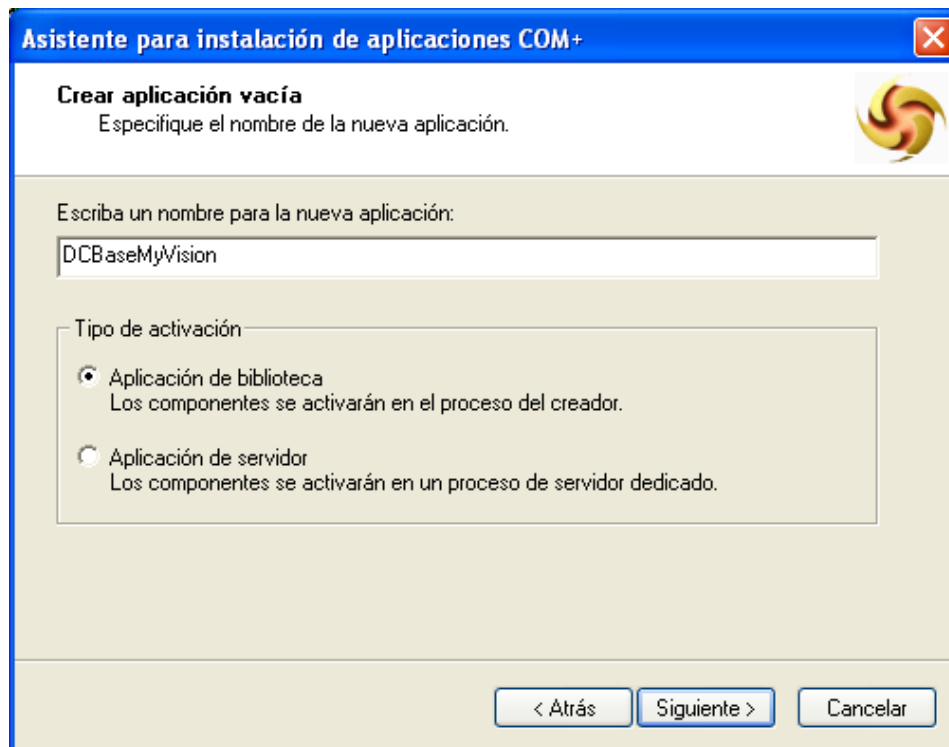 Asistente para instalación de aplicaciones COM+
Crear aplicación vacía
Especifique el nombre de la nueva aplicación.
Escriba un nombre para la nueva aplicación:
DCBaseMyVision
Tipo de activación
Aplicación de biblioteca
Los componentes se activarán en el proceso del creador.
Aplicación de servidor
Los componentes se activarán en un proceso de servidor dedicado.
< Atrás Siguiente > Cancelar